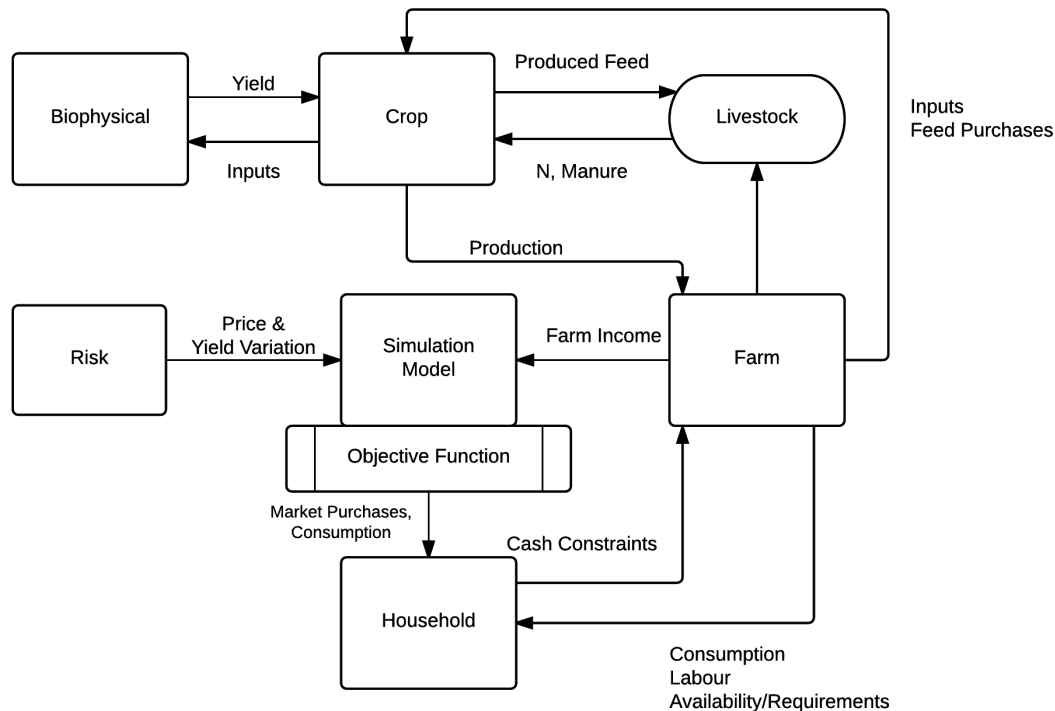 Biophysical
Yield
Inputs
Crop
Produced Feed
N, Manure
Livestock
Inputs
Feed Purchases
Production
Risk
Price &
Yield Variation
Simulation
Model
Farm Income
Farm
Objective Function
Market Purchases,
Consumption
Cash Constraints
Household
Consumption
Labour
Availability/Requirements